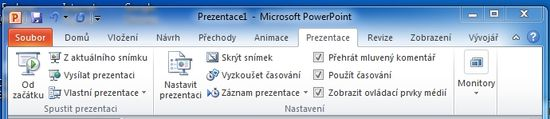 Prezentace1 - Microsoft PowerPoint
Soubor Domů Vložení Návrh Přechody Animace Prezentace Revize Zobrazení Vývojář
Od začátku
Z aktuálního snímku
Vysílat prezentaci
Vlastní prezentace
Spustit prezentaci
Nastavit prezentaci
Skrýt snímek
Vyzkoušet časování
Záznam prezentace
Přehrát mluvený komentář
Použít časování
Zobrazit ovládací prvky médií
Nastavení
Monitory